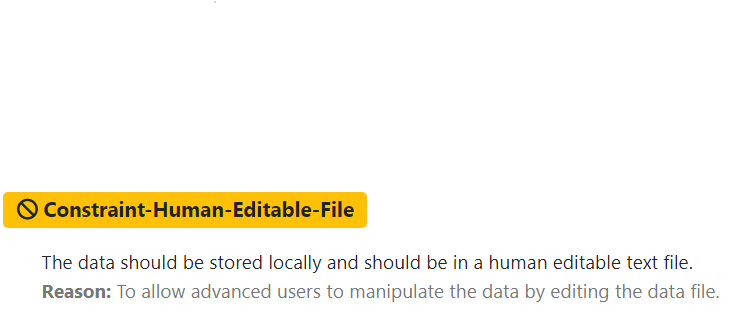 Constraint-Human-Editable-File
The data should be stored locally and should be in a human editable text file.
Reason: To allow advanced users to manipulate the data by editing the data file.